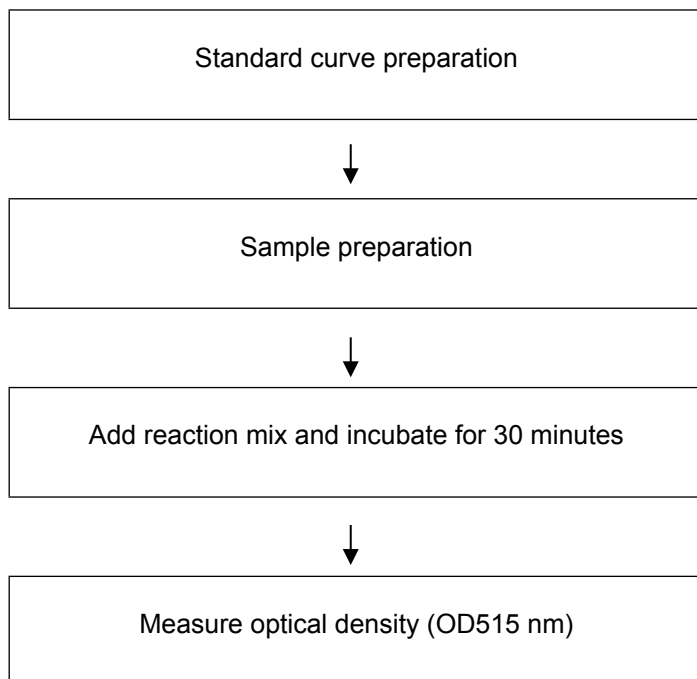 Standard curve preparation
Sample preparation
Add reaction mix and incubate for 30 minutes
Measure optical density (OD515 nm)